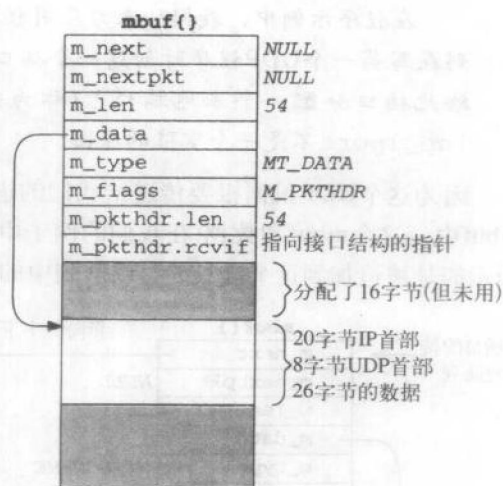 mbuf{}
m_next NULL
m_nextpkt NULL
m_len 54
m_data
m_type MT_DATA
m_flags M_PKTHDR
m_pkthdr.len 54
m_pkthdr.rcvif 指向接口结构的指针
分配了16字节(但未用)
20字节IP首部
8字节UDP首部
26字节的数据